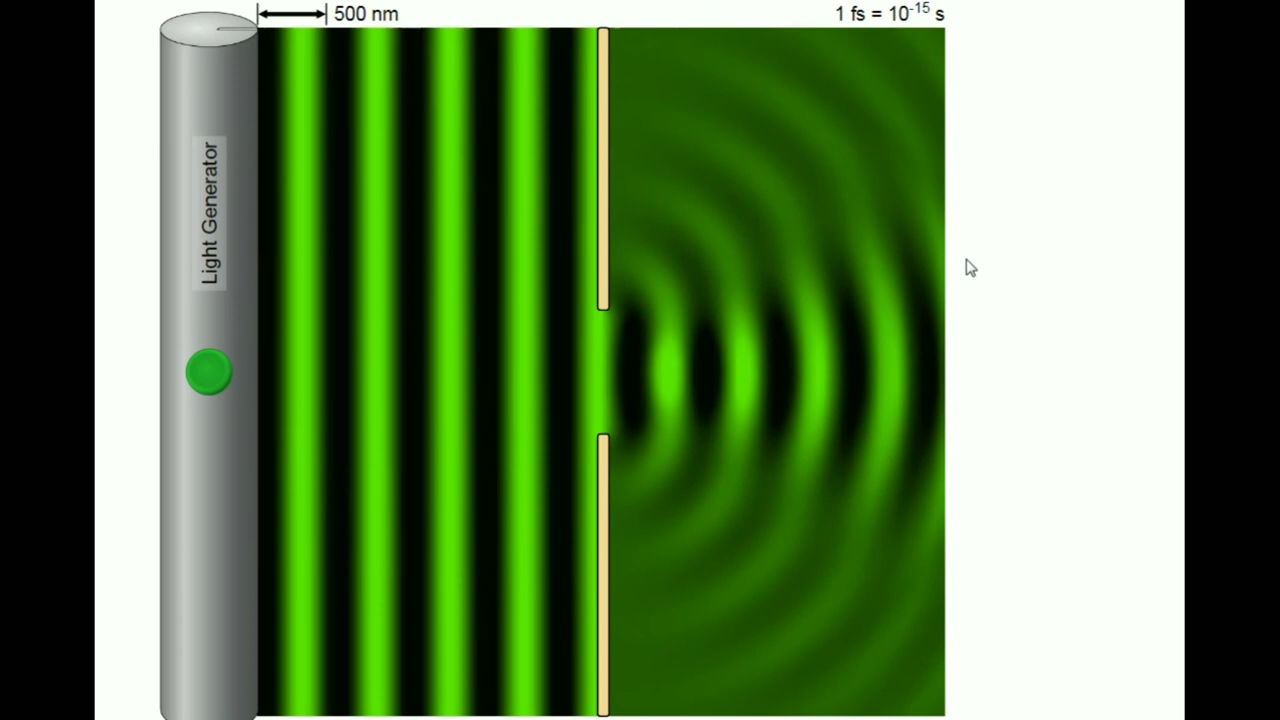 500 nm
1 fs = 10⁻¹⁵ s
Light Generator